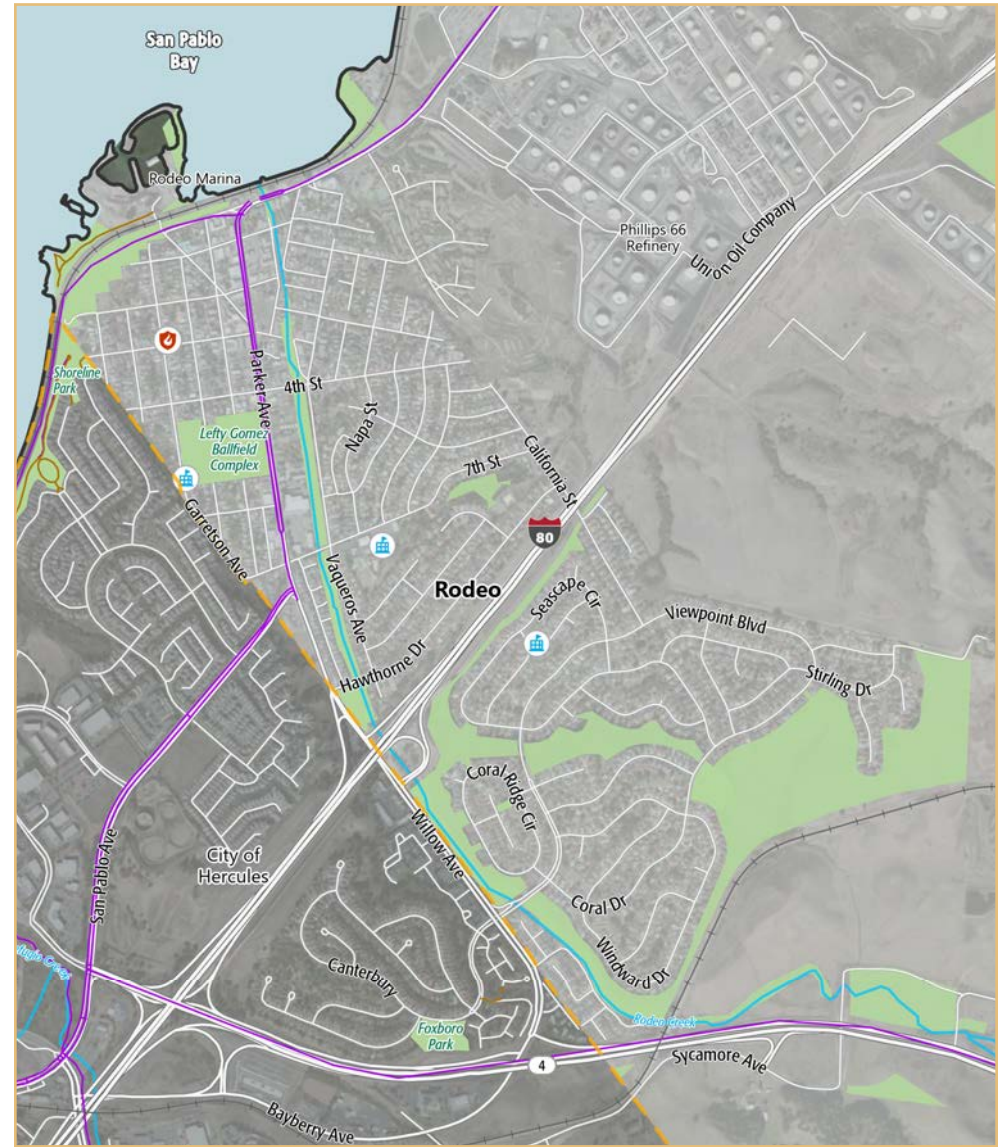 San Pablo
Bay
Rodeo Marina
Phillips 66
Refinery
Union Oil Company
Shoreline
Park
Parker Ave
4th St
Napa St
Lefty Gomez
Ballfield
Complex
7th St
California St
80
Garretson Ave
Vaqueros Ave
Rodeo
Seascape Cir
Viewpoint Blvd
Hawthorne Dr
Stirling Dr
Coral Ridge Cir
San Pablo Ave
City of
Hercules
Willow Ave
Coral Dr
Windward Dr
Canterbury
Creek
Foxboro
Park
Rodeo Creek
4
Sycamore Ave
Bayberry Ave